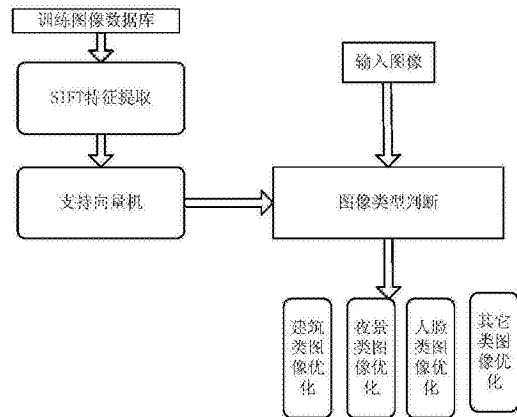 训练图像数据库
SIFT特征提取
支持向量机
输入图像
图像类型判断
建筑
类图
像优
化
夜景
类图
像优
化
人脸
类图
像优
化
其它
类图
像优
化